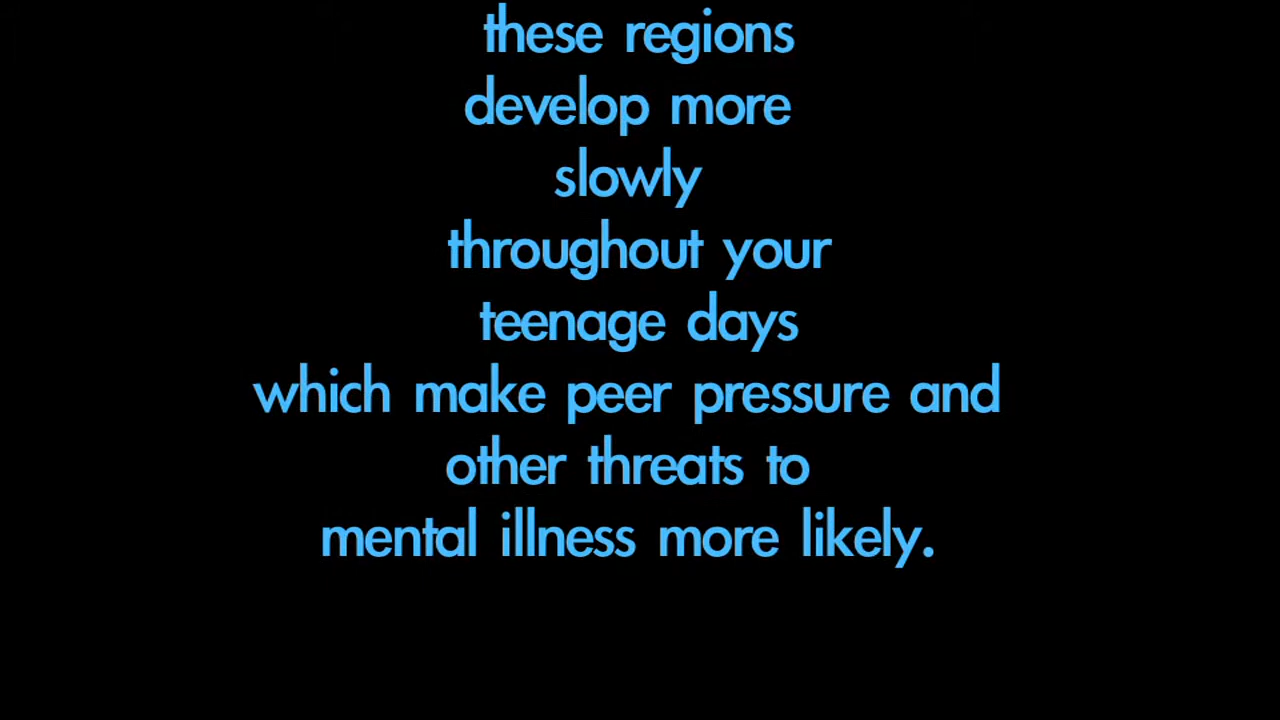 these regions
develop more
slowly
throughout your
teenage days
which make peer pressure and
other threats to
mental illness more likely.